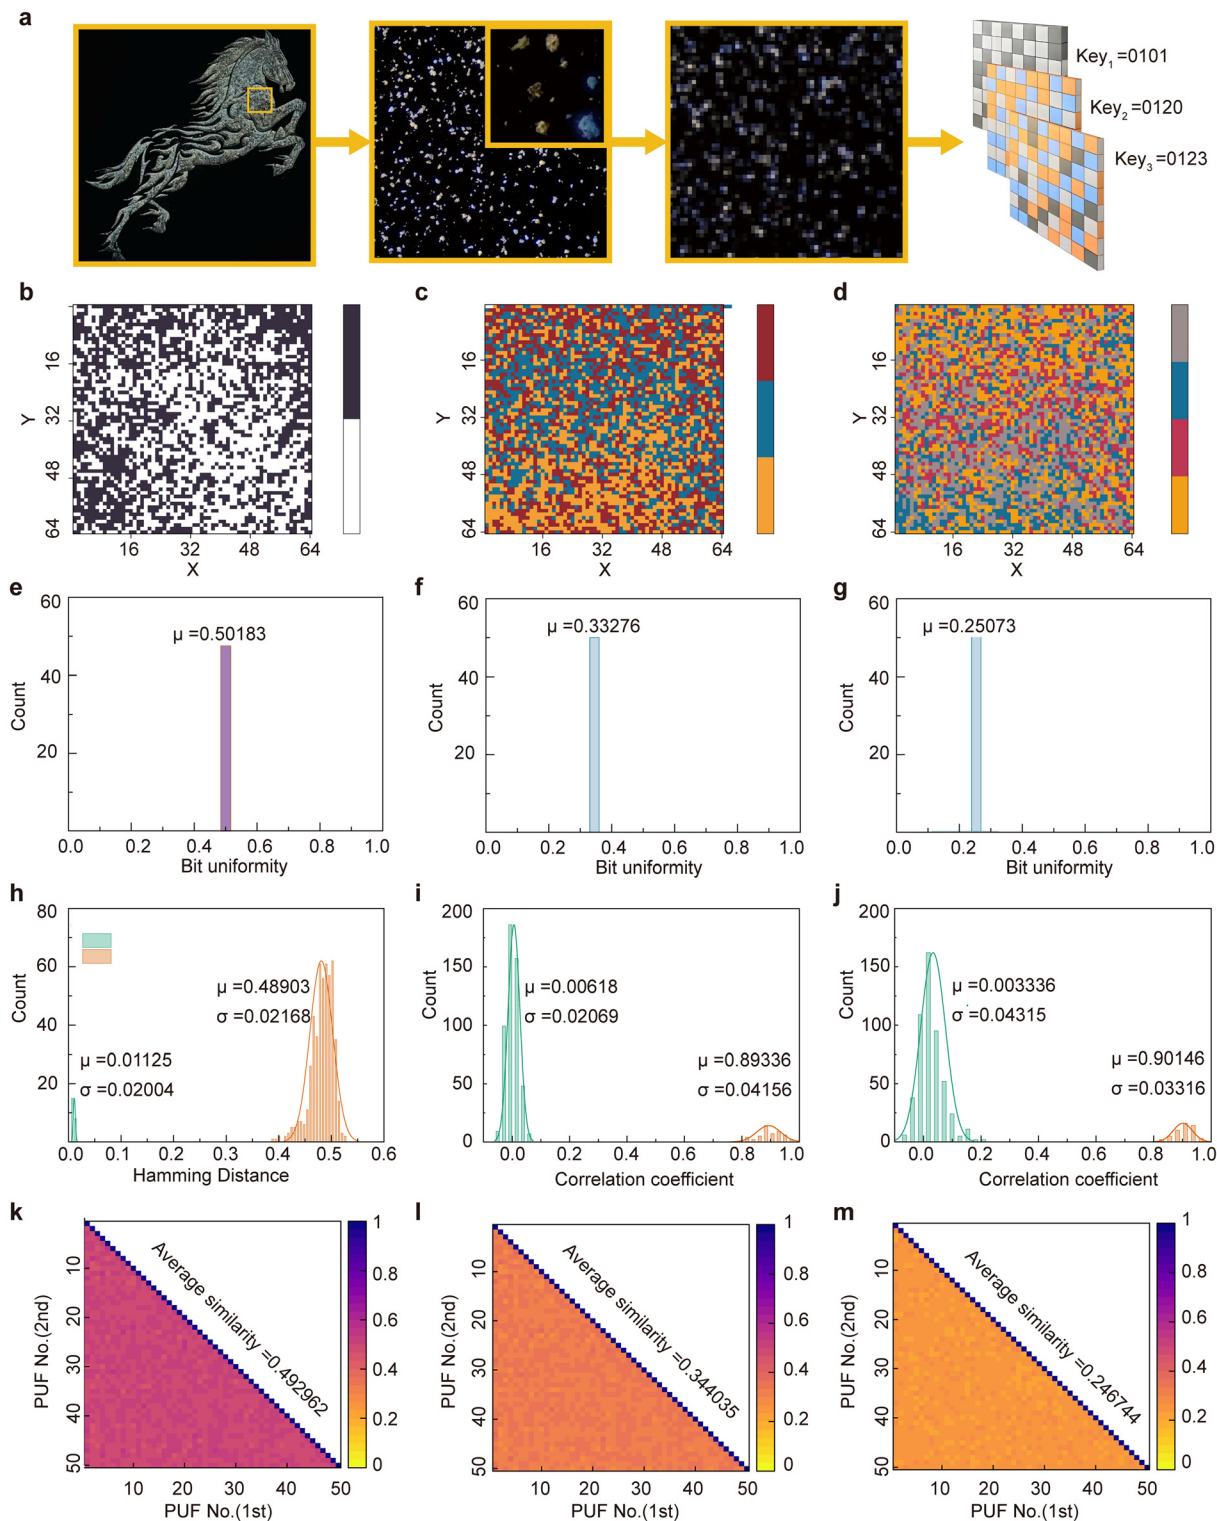 a
Key1 =0101
Key2 =0120
Key3 =0123
b
16
32
48
64
Y
16
32
48
64
X
c
16
32
48
64
Y
16
32
48
64
X
d
16
32
48
64
Y
16
32
48
64
X
e
60
40
20
Count
μ =0.50183
0.0 0.2 0.4 0.6 0.8 1.0
Bit uniformity
f
60
40
20
Count
μ =0.33276
0.0 0.2 0.4 0.6 0.8 1.0
Bit uniformity
g
60
40
20
Count
μ =0.25073
0.0 0.2 0.4 0.6 0.8 1.0
Bit uniformity
h
80
60
40
20
Count
μ =0.48903
σ =0.02168
μ =0.01125
σ =0.02004
0.0 0.1 0.2 0.3 0.4 0.5 0.6
Hamming Distance
i
200
150
100
50
0
Count
μ =0.00618
σ =0.02069
μ =0.89336
σ =0.04156
0.0 0.2 0.4 0.6 0.8 1.0
Correlation coefficient
j
200
150
100
50
0
Count
μ =0.003336
σ =0.04315
μ =0.90146
σ =0.03316
0.0 0.2 0.4 0.6 0.8 1.0
Correlation coefficient
k
10
20
30
40
50
PUF No.(2nd)
Average similarity =0.492962
1
0.8
0.6
0.4
0.2
0
10 20 30 40 50
PUF No.(1st)
l
10
20
30
40
50
PUF No.(2nd)
Average similarity =0.344035
1
0.8
0.6
0.4
0.2
0
10 20 30 40 50
PUF No.(1st)
m
10
20
30
40
50
PUF No.(2nd)
Average similarity =0.246744
1
0.8
0.6
0.4
0.2
0
10 20 30 40 50
PUF No.(1st)